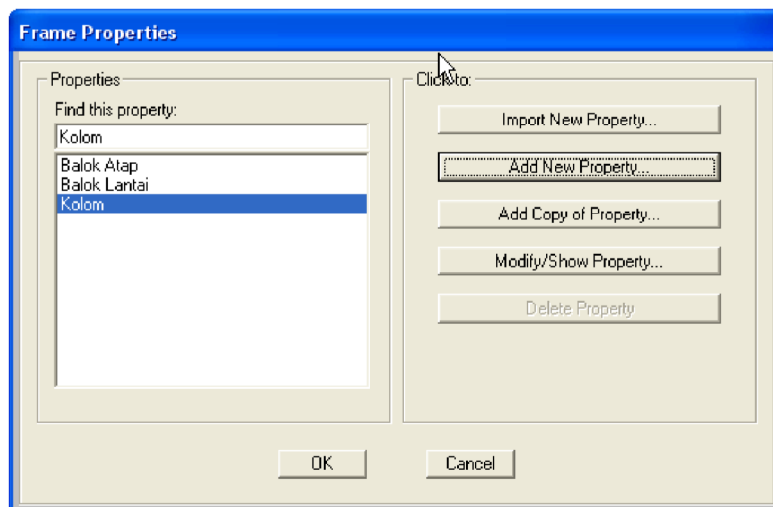 Frame Properties
Properties
Find this property:
Kolom
Balok Atap
Balok Lantai
Kolom
Click to:
Import New Property...
Add New Property...
Add Copy of Property...
Modify/Show Property...
Delete Property
OK
Cancel